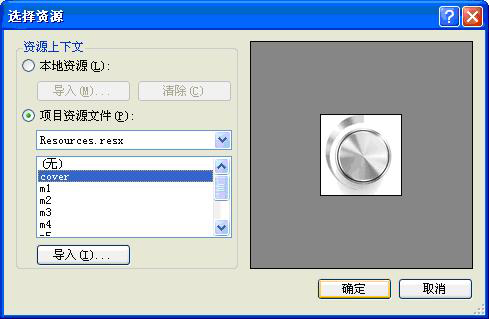 选择资源
资源上下文
本地资源(L):
导入(M)...
清除(C)
项目资源文件(P):
Resources.resx
(无)
cover
m1
m2
m3
m4
m5
导入(I)...
确定
取消